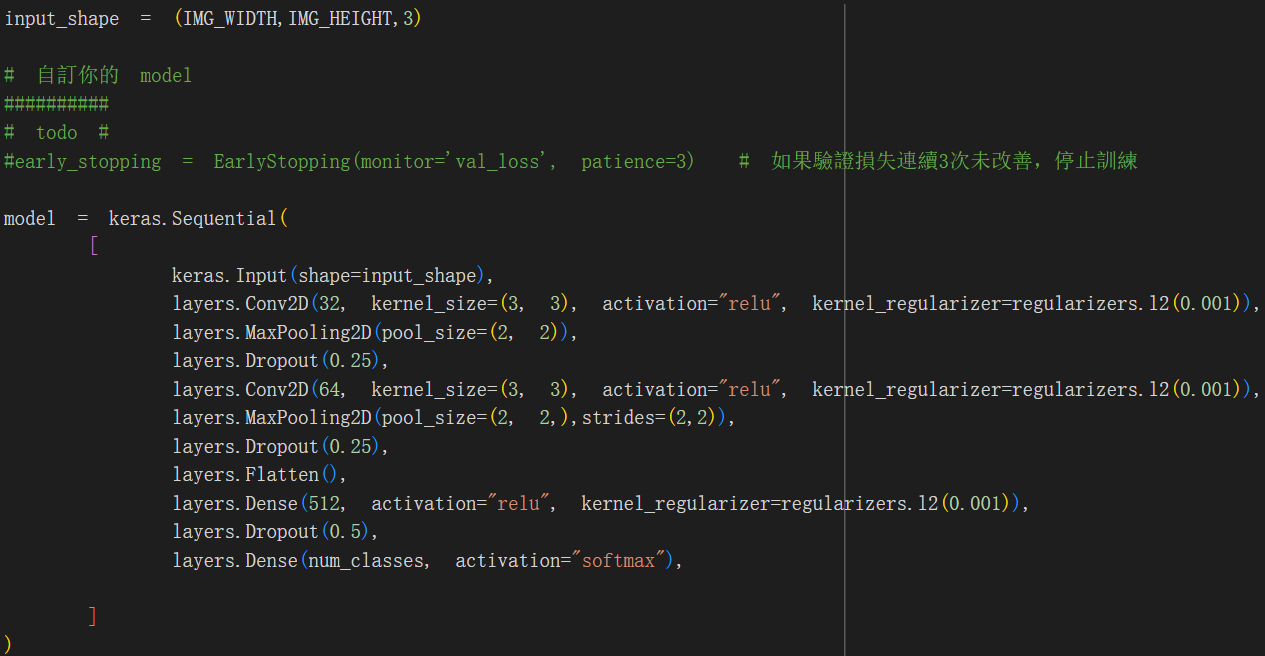 input_shape = (IMG_WIDTH,IMG_HEIGHT,3)
# 自訂你的 model
##########
# todo #
#early_stopping = EarlyStopping(monitor='val_loss', patience=3) # 如果驗證損失連續3次未改善，停止訓練
model = keras.Sequential(
[
keras.Input(shape=input_shape),
layers.Conv2D(32, kernel_size=(3, 3), activation="relu", kernel_regularizer=regularizers.l2(0.001)),
layers.MaxPooling2D(pool_size=(2, 2)),
layers.Dropout(0.25),
layers.Conv2D(64, kernel_size=(3, 3), activation="relu", kernel_regularizer=regularizers.l2(0.001)),
layers.MaxPooling2D(pool_size=(2, 2,),strides=(2,2)),
layers.Dropout(0.25),
layers.Flatten(),
layers.Dense(512, activation="relu", kernel_regularizer=regularizers.l2(0.001)),
layers.Dropout(0.5),
layers.Dense(num_classes, activation="softmax"),
]
)